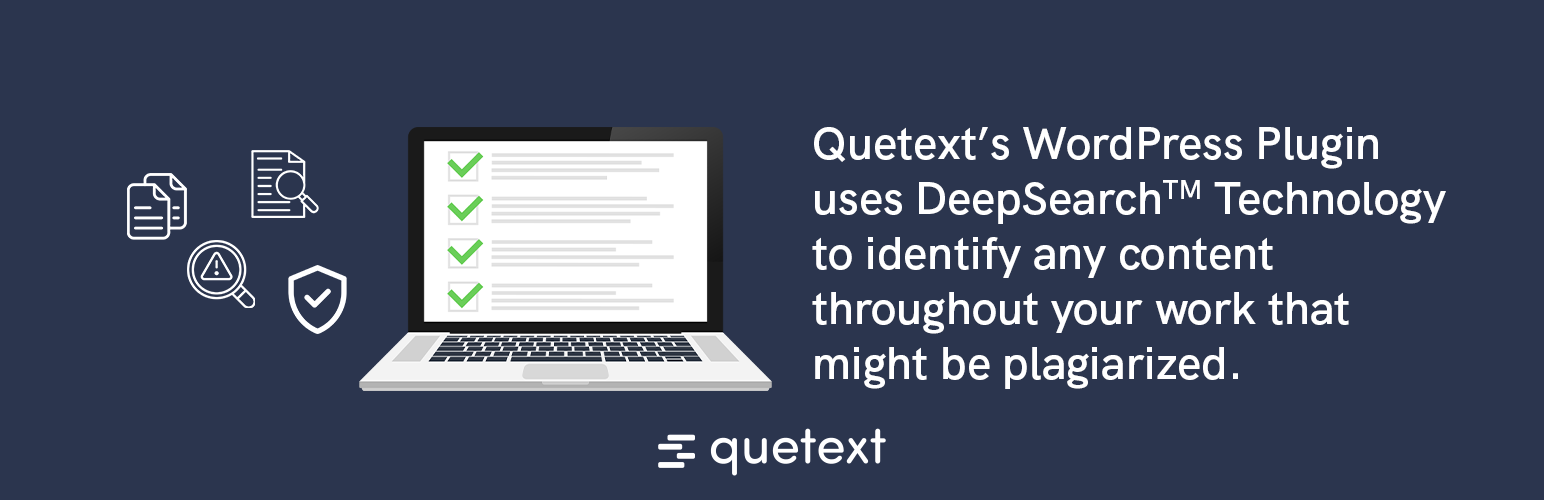 Quetext’s WordPress Plugin
uses DeepSearch™ Technology
to identify any content
throughout your work that
might be plagiarized.
quetext